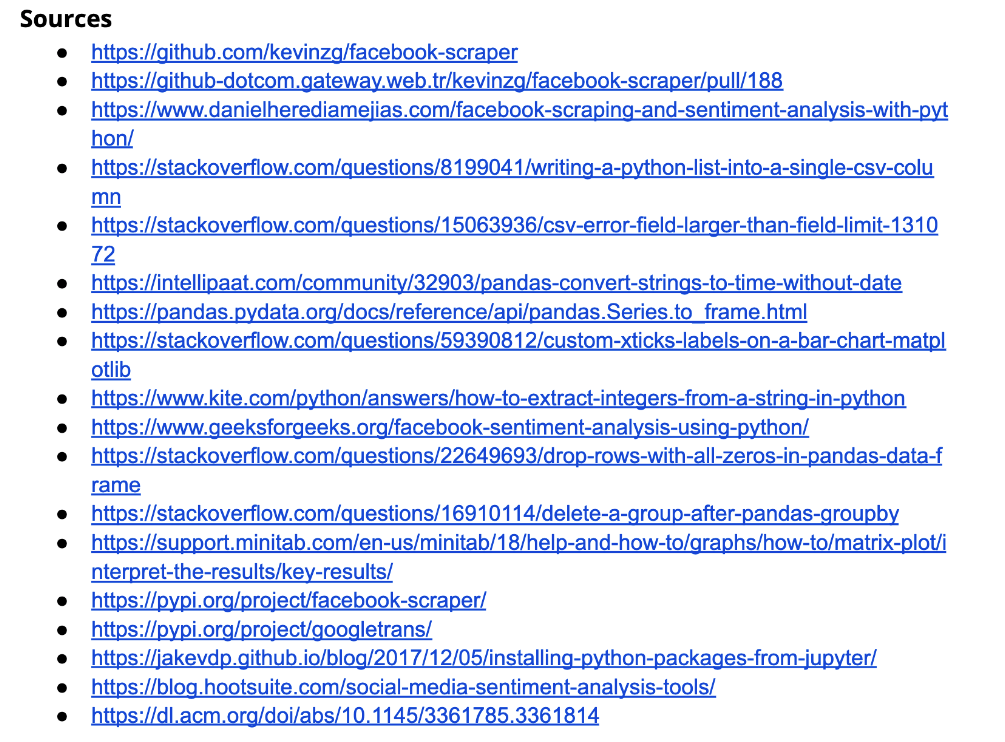 Sources
● https://github.com/kevinzg/facebook-scraper
● https://github-dotcom.gateway.web.tr/kevinzg/facebook-scraper/pull/188
● https://www.danielherediamejias.com/facebook-scraping-and-sentiment-analysis-with-pyt
hon/
● https://stackoverflow.com/questions/8199041/writing-a-python-list-into-a-single-csv-colu
mn
● https://stackoverflow.com/questions/15063936/csv-error-field-larger-than-field-limit-1310
72
● https://intellipaat.com/community/32903/pandas-convert-strings-to-time-without-date
● https://pandas.pydata.org/docs/reference/api/pandas.Series.to_frame.html
● https://stackoverflow.com/questions/59390812/custom-xticks-labels-on-a-bar-chart-matpl
otlib
● https://www.kite.com/python/answers/how-to-extract-integers-from-a-string-in-python
● https://www.geeksforgeeks.org/facebook-sentiment-analysis-using-python/
● https://stackoverflow.com/questions/22649693/drop-rows-with-all-zeros-in-pandas-data-f
rame
● https://stackoverflow.com/questions/16910114/delete-a-group-after-pandas-groupby
● https://support.minitab.com/en-us/minitab/18/help-and-how-to/graphs/how-to/matrix-plot/i
nterpret-the-results/key-results/
● https://pypi.org/project/facebook-scraper/
● https://pypi.org/project/googletrans/
● https://jakevdp.github.io/blog/2017/12/05/installing-python-packages-from-jupyter/
● https://blog.hootsuite.com/social-media-sentiment-analysis-tools/
● https://dl.acm.org/doi/abs/10.1145/3361785.3361814